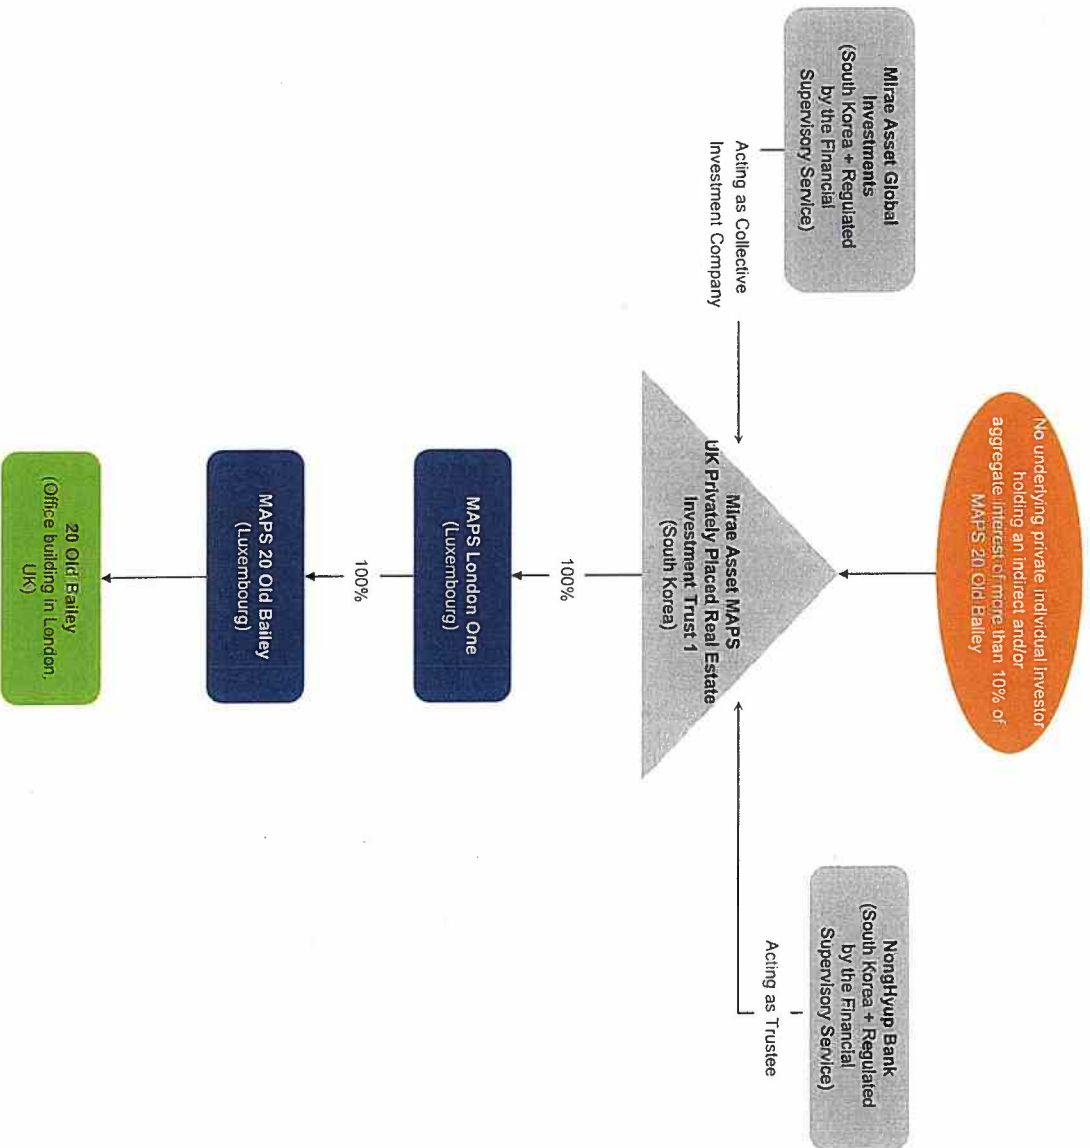 No underlying private individual investor
holding an indirect and/or
aggregate interest of more than 10% of
MAPS 20 Old Bailey
Mirae Asset Global
Investments
(South Korea + Regulated
by the Financial
Supervisory Service)
Acting as Collective
Investment Company
NongHyup Bank
(South Korea + Regulated
by the Financial
Supervisory Service)
Acting as Trustee
Mirae Asset MAPS
UK Privately Placed Real Estate
Investment Trust 1
(South Korea)
100%
MAPS London One
(Luxembourg)
100%
MAPS 20 Old Bailey
(Luxembourg)
20 Old Bailey
(Office building in London,
UK)